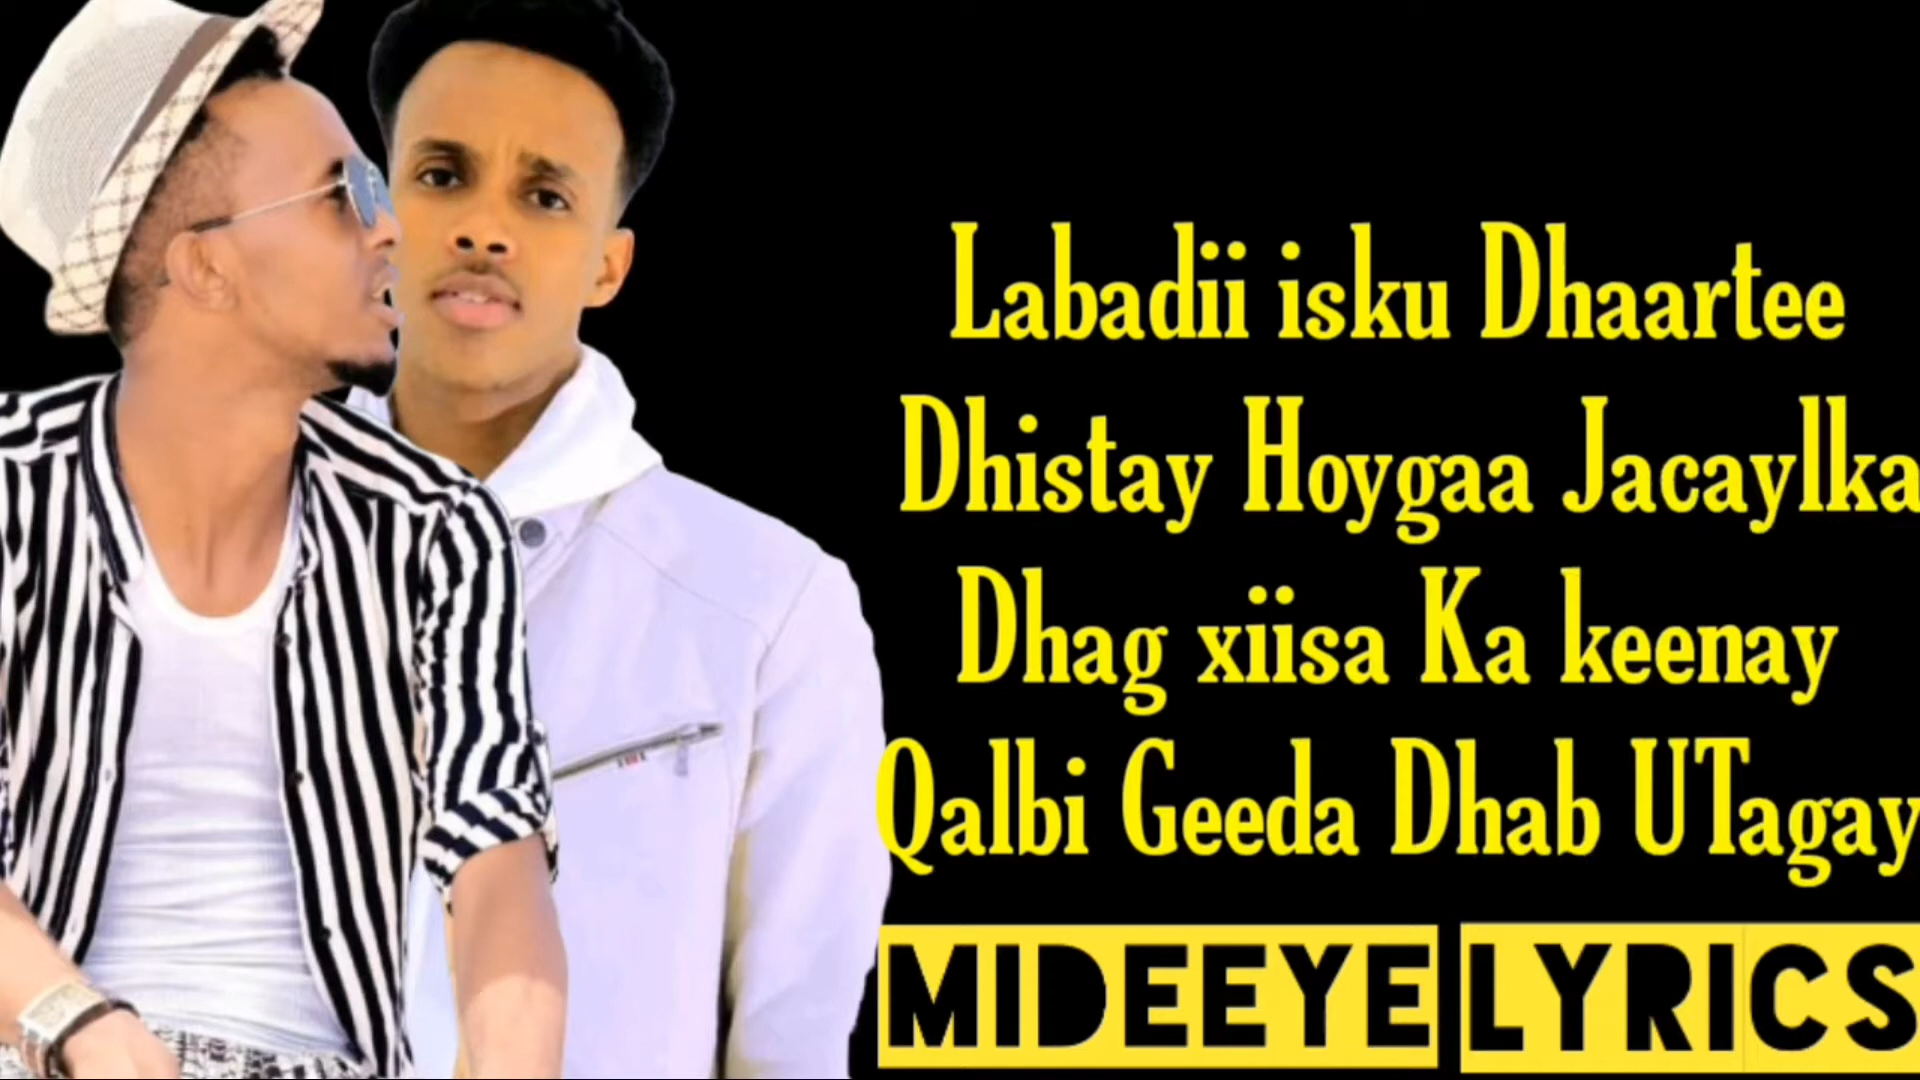 Labadii isku Dhaartee
Dhistay Hoygaa Jacaylka
Dhag xiisa Ka keenay
Qalbi Geeda Dhab UTagay
MIDEEYE LYRICS